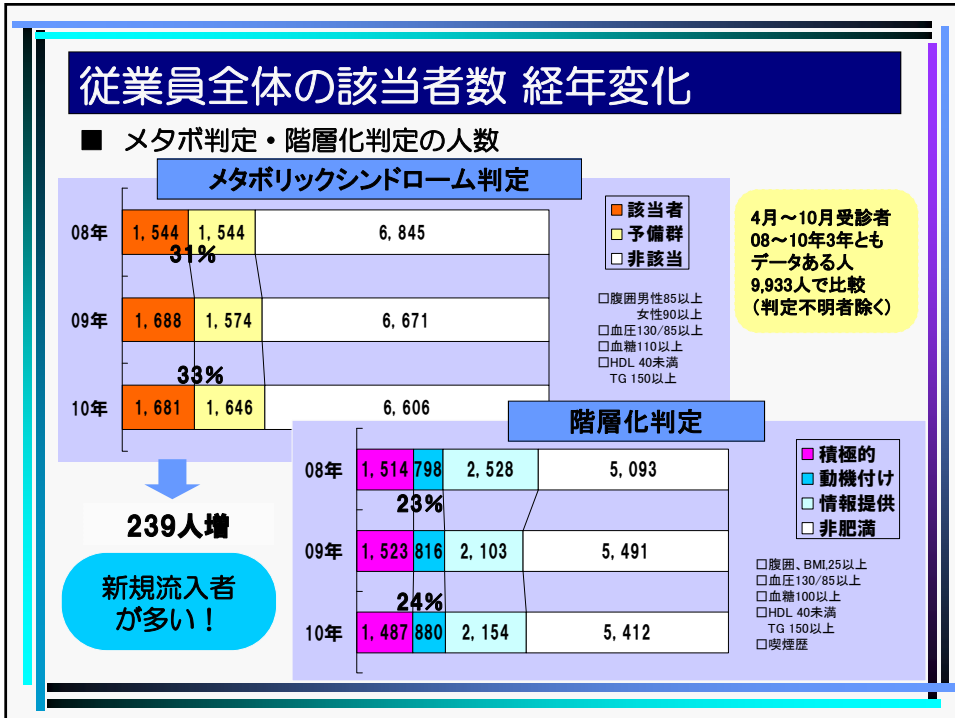 従業員全体の該当者数 経年変化
■ メタボ判定・階層化判定の人数
メタボリックシンドローム判定
08年 1,544 1,544 6,845
31%
09年 1,688 1,574 6,671
33%
10年 1,681 1,646 6,606
該当者
予備群
非該当
□腹囲男性85以上
女性90以上
□血圧130/85以上
□血糖110以上
□HDL 40未満
TG 150以上
4月～10月受診者
08～10年3年とも
データある人
9,933人で比較
(判定不明者除く)
239人増
新規流入者
が多い！
階層化判定
08年 1,514 798 2,528 5,093
23%
09年 1,523 816 2,103 5,491
24%
10年 1,487 880 2,154 5,412
積極的
動機付け
情報提供
非肥満
□腹囲、BMI,25以上
□血圧130/85以上
□血糖100以上
□HDL 40未満
TG 150以上
□喫煙歴